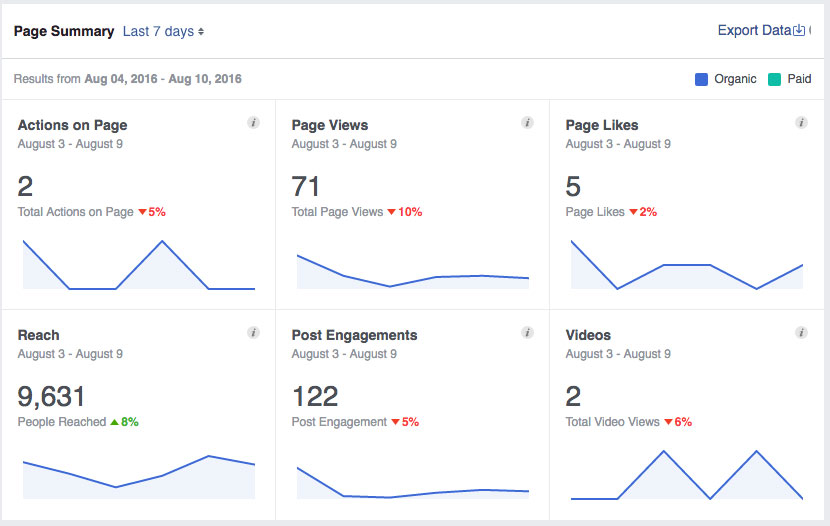 Page Summary Last 7 days
Export Data
Results from Aug 04, 2016 - Aug 10, 2016
Organic Paid
Actions on Page
August 3 - August 9
2
Total Actions on Page ▼5%
Page Views
August 3 - August 9
71
Total Page Views ▼10%
Page Likes
August 3 - August 9
5
Page Likes ▼2%
Reach
August 3 - August 9
9,631
People Reached ▲8%
Post Engagements
August 3 - August 9
122
Post Engagement ▼5%
Videos
August 3 - August 9
2
Total Video Views ▼6%